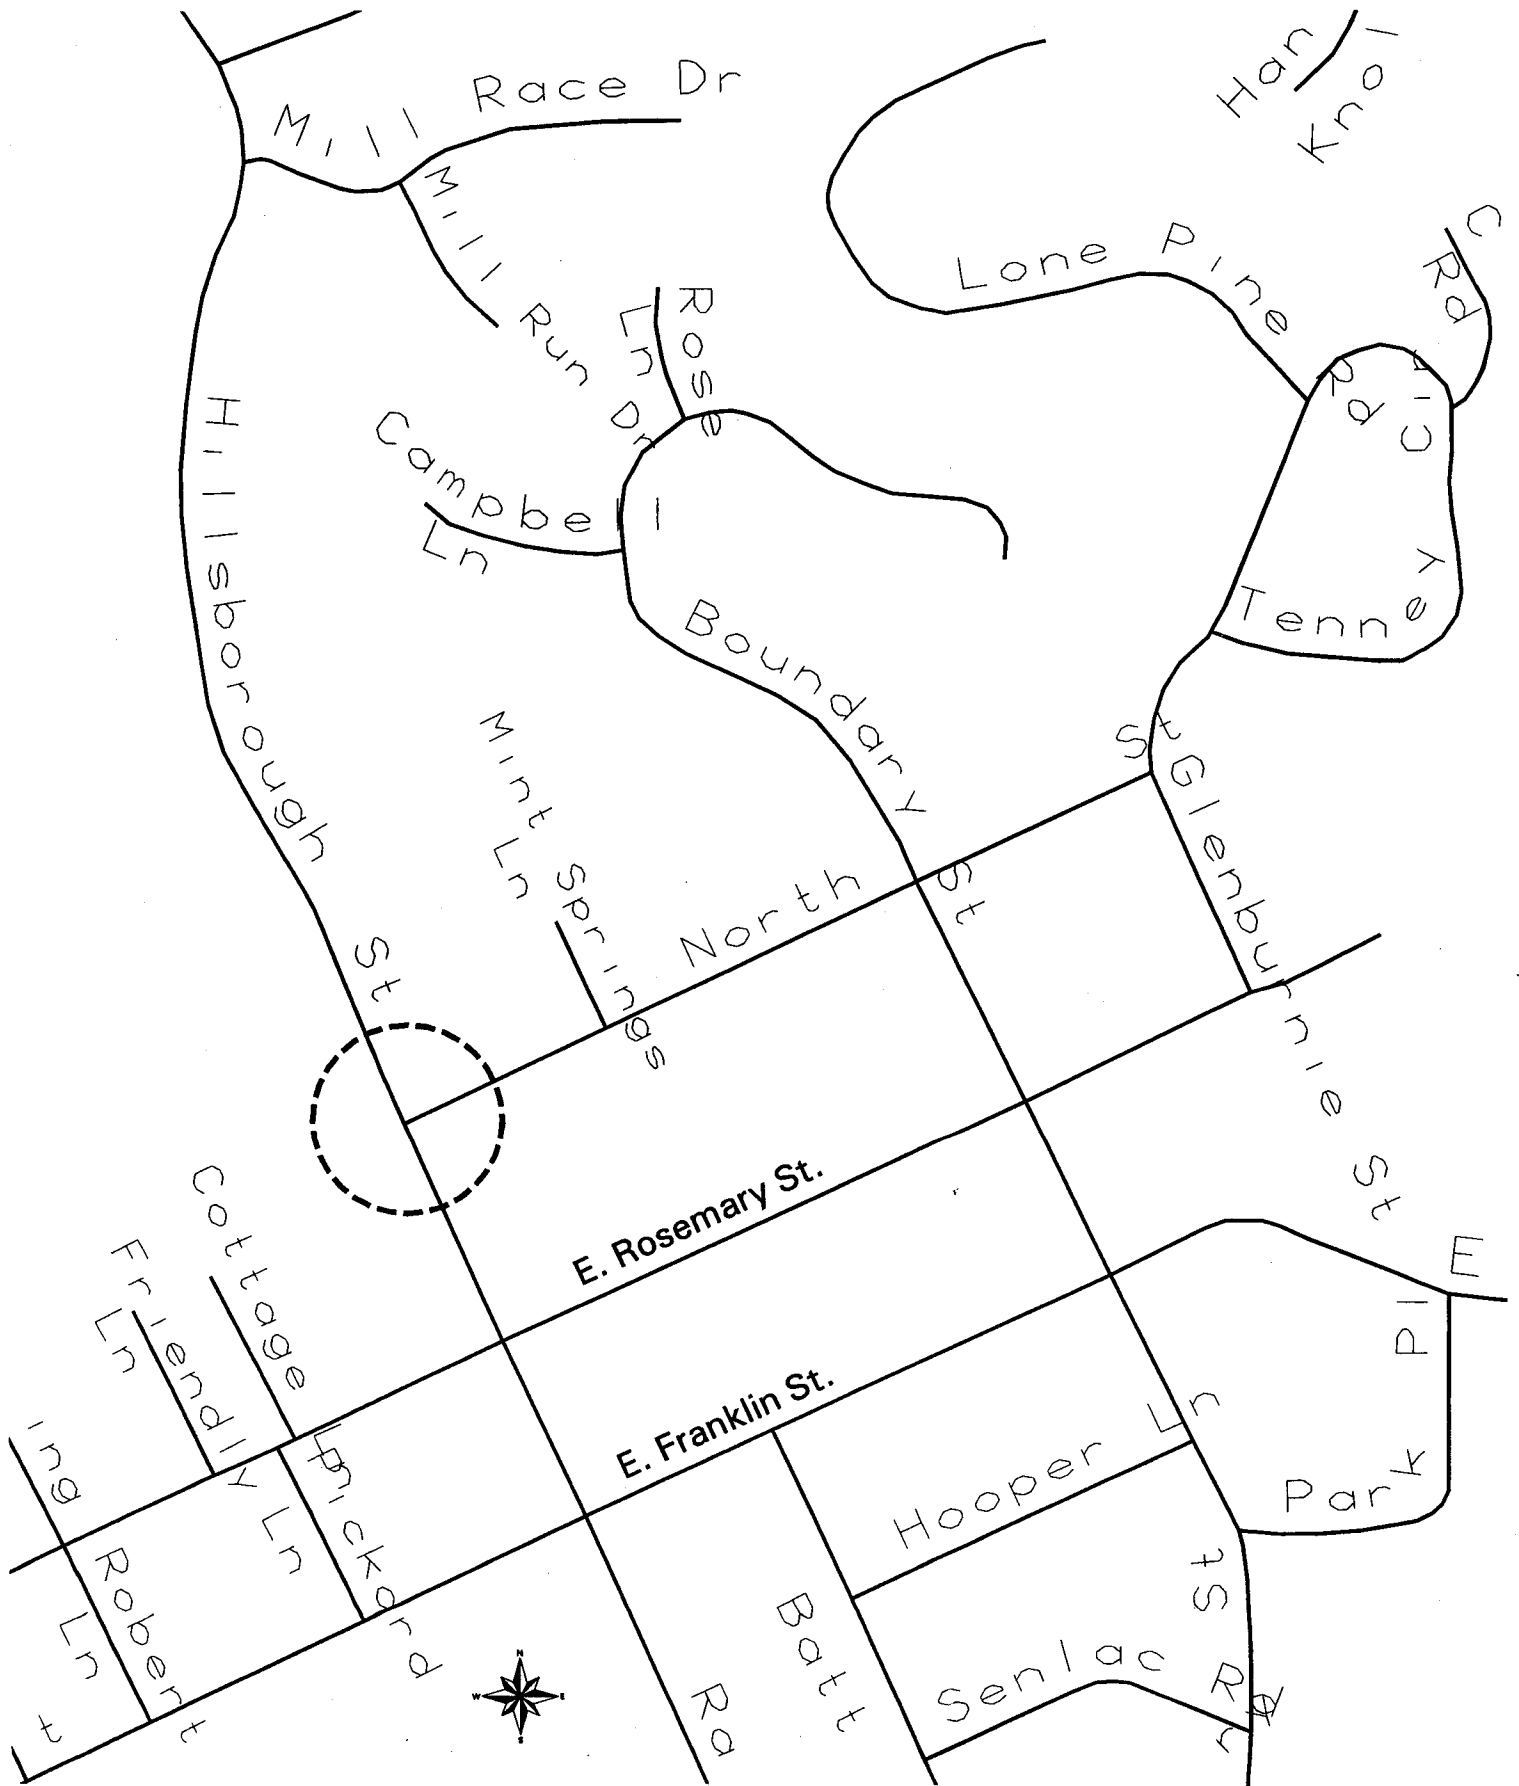 Mill Race Dr
Han
Knol
Mill Run Dr
Lone Pine Rd
C Rd
Rose Ln
Tenney Cir
Campbell Ln
Hillsborough St
Boundary St
Mint Springs Ln
North St
Glenburnie St
E. Rosemary St.
Cottage Ln
Friendly Ln
E
Park Pl
E. Franklin St.
Hooper Ln
Pickard Ln
ing
Robert Ln
t
Ra
Batt
Senlac Rd
St
N
W
E
S